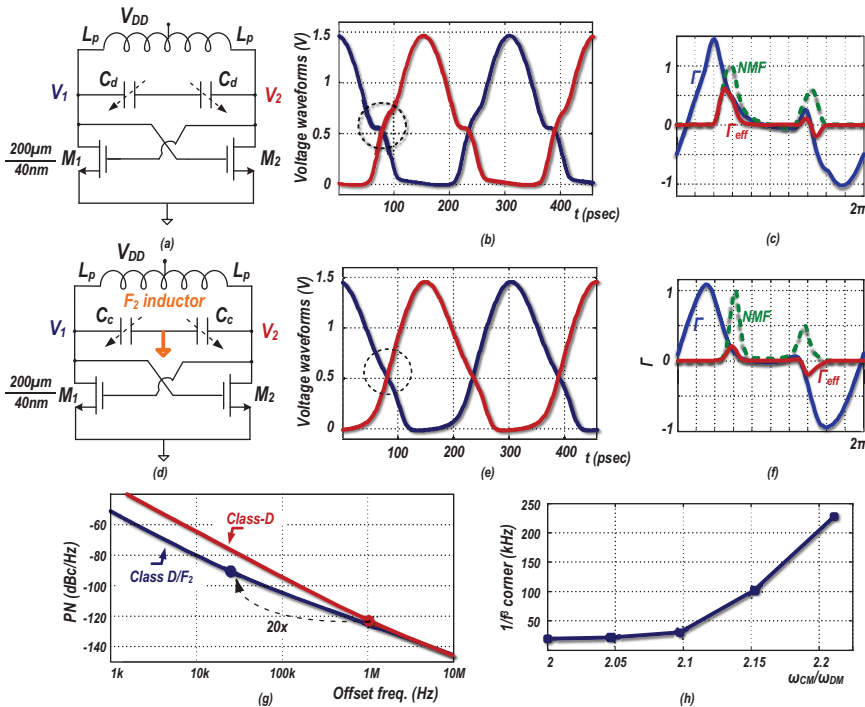 V_DD
L_p L_p
C_d C_d
V_1 V_2
200µm/40nm M_1 M_2
(a)
Voltage waveforms (V)
1.5
1
0.5
0
100 200 300 400
t (psec)
(b)
1
0
-1
Γ NMF
Γ_eff
2π
(c)
V_DD
L_p L_p
F_2 inductor
C_c C_c
V_1 V_2
200µm/40nm M_1 M_2
(d)
Voltage waveforms (V)
1.5
1
0.5
0
100 200 300 400
t (psec)
(e)
Γ
1
0
-1
Γ NMF
Γ_eff
2π
(f)
PN (dBc/Hz)
-60
-80
-100
-120
-140
Class-D
Class D/F_2
20x
1k 10k 100k 1M 10M
Offset freq. (Hz)
(g)
1/f³ corner (kHz)
250
200
150
100
50
2 2.05 2.1 2.15 2.2
ω_CM/ω_DM
(h)